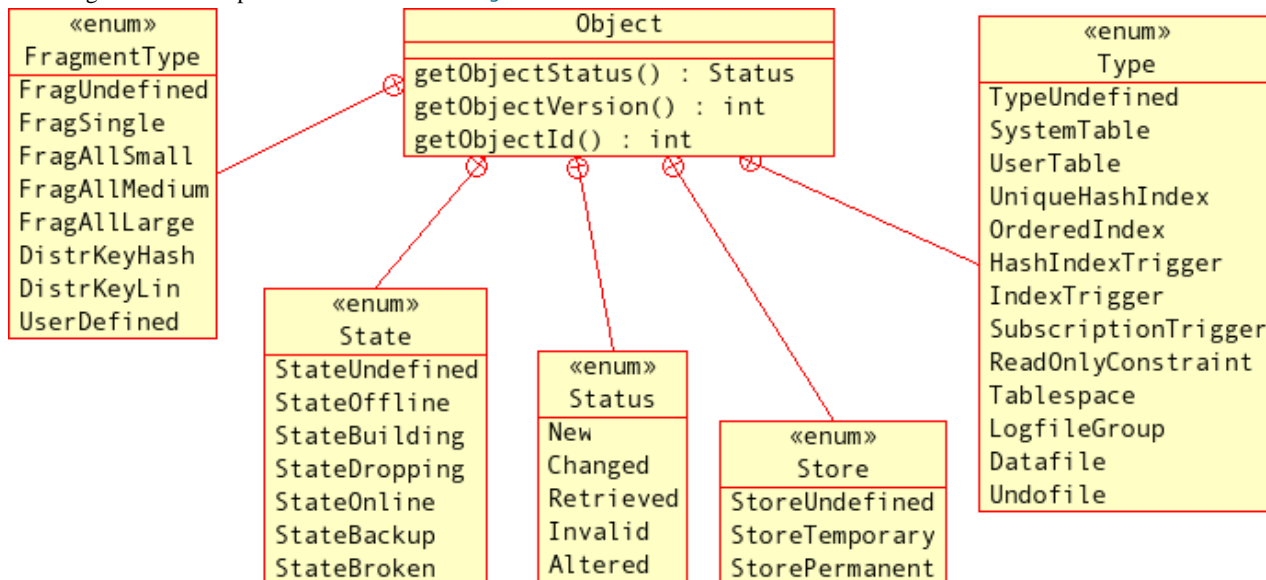 «enum»
FragmentType
FragUndefined
FragSingle
FragAllSmall
FragAllMedium
FragAllLarge
DistrKeyHash
DistrKeyLin
UserDefined
Object
getObjectStatus() : Status
getObjectVersion() : int
getObjectId() : int
«enum»
Type
TypeUndefined
SystemTable
UserTable
UniqueHashIndex
OrderedIndex
HashIndexTrigger
IndexTrigger
SubscriptionTrigger
ReadOnlyConstraint
Tablespace
LogfileGroup
Datafile
Undofile
«enum»
State
StateUndefined
StateOffline
StateBuilding
StateDropping
StateOnline
StateBackup
StateBroken
«enum»
Status
New
Changed
Retrieved
Invalid
Altered
«enum»
Store
StoreUndefined
StoreTemporary
StorePermanent